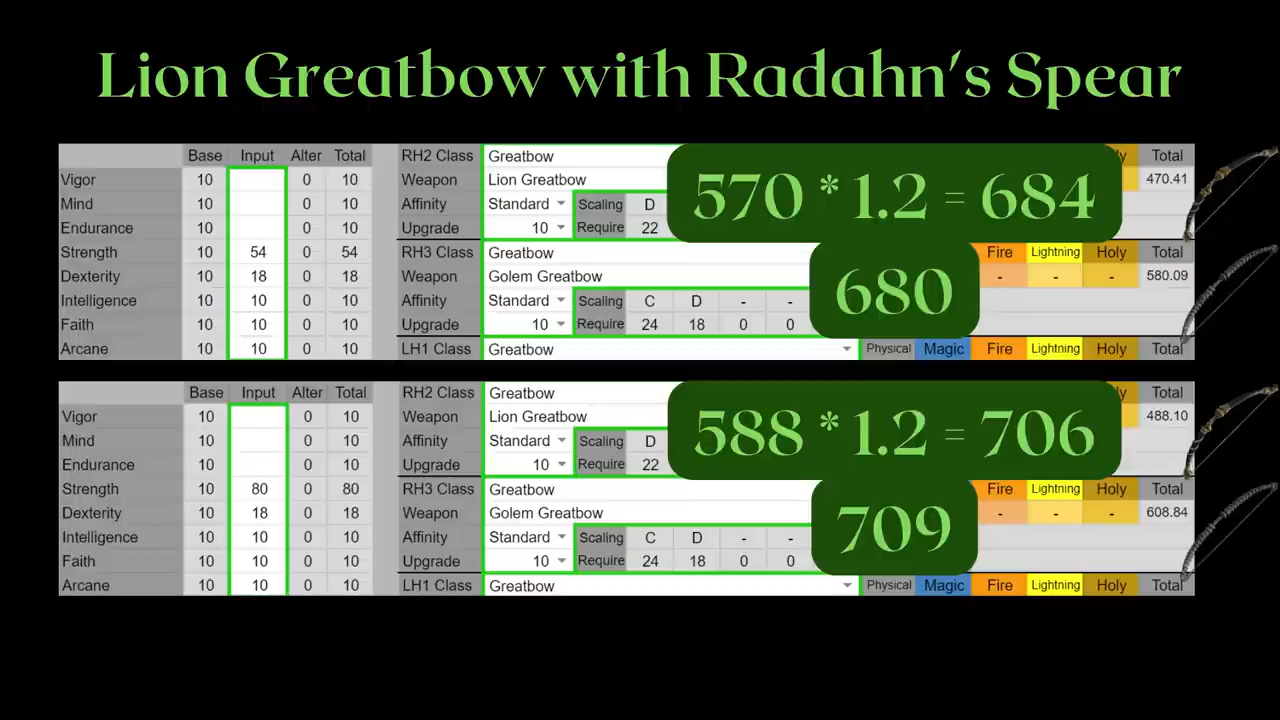 Lion Greatbow with Radahn's Spear
Base Input Alter Total RH2 Class Greatbow Total
Vigor 10 0 10 Weapon Lion Greatbow 470.41
Mind 10 0 10 Affinity Standard Scaling D
Endurance 10 0 10 Upgrade 10 Require 22
570 * 1.2 = 684
Strength 10 54 0 54 RH3 Class Greatbow Fire Lightning Holy Total
Dexterity 10 18 0 18 Weapon Golem Greatbow - - - 580.09
Intelligence 10 10 0 10 Affinity Standard Scaling C D - -
Faith 10 10 0 10 Upgrade 10 Require 24 18 0 0
680
Arcane 10 10 0 10 LH1 Class Greatbow Physical Magic Fire Lightning Holy Total
Base Input Alter Total RH2 Class Greatbow Total
Vigor 10 0 10 Weapon Lion Greatbow 488.10
Mind 10 0 10 Affinity Standard Scaling D
Endurance 10 0 10 Upgrade 10 Require 22
588 * 1.2 = 706
Strength 10 80 0 80 RH3 Class Greatbow Fire Lightning Holy Total
Dexterity 10 18 0 18 Weapon Golem Greatbow - - - 608.84
Intelligence 10 10 0 10 Affinity Standard Scaling C D - -
Faith 10 10 0 10 Upgrade 10 Require 24 18 0 0
709
Arcane 10 10 0 10 LH1 Class Greatbow Physical Magic Fire Lightning Holy Total